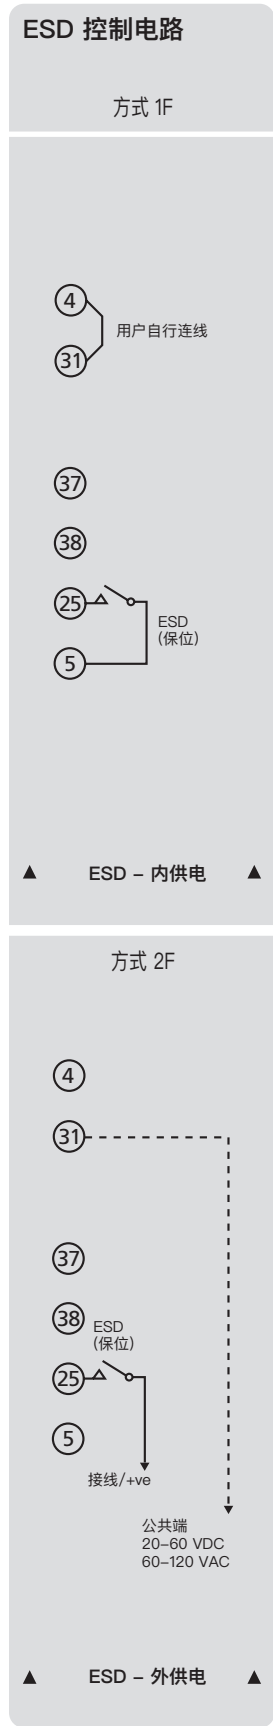 ESD 控制电路
方式 1F
4
用户自行连线
31
37
38
25
ESD
(保位)
5
▲ ESD – 内供电 ▲
方式 2F
4
31
37
38
ESD
(保位)
25
5
接线/+ve
公共端
20–60 VDC
60–120 VAC
▲ ESD – 外供电 ▲